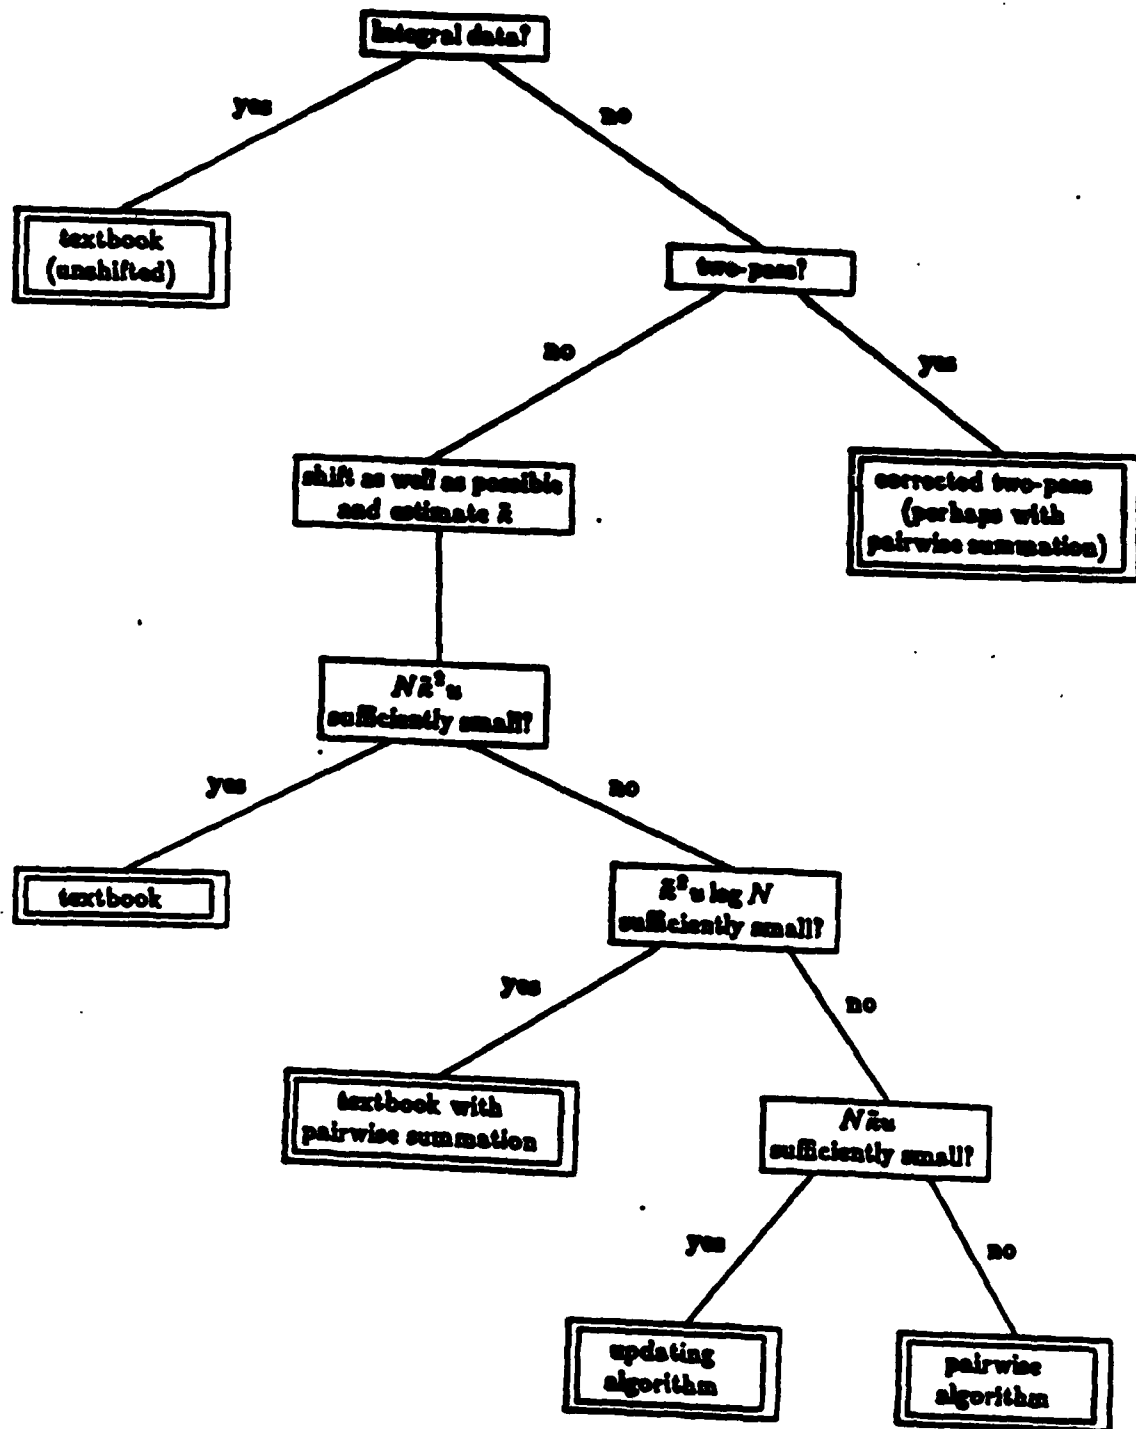 Integral data?
yes
no
textbook
(unshifted)
two-pass?
no
yes
shift as well as possible
and estimate κ̃
corrected two-pass
(perhaps with
pairwise summation)
Nκ̃²u
sufficiently small?
yes
no
textbook
κ̃²u log N
sufficiently small?
yes
no
textbook with
pairwise summation
Nκ̃u
sufficiently small?
yes
no
updating
algorithm
pairwise
algorithm